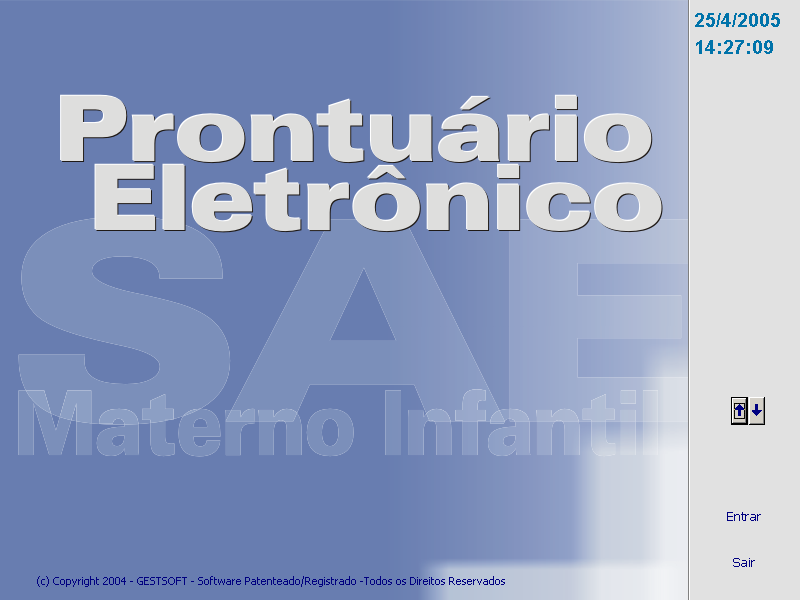 25/4/2005
14:27:09
Prontuário
Eletrônico
SAE
Materno Infantil
Entrar
Sair
(c) Copyright 2004 - GESTSOFT - Software Patenteado/Registrado -Todos os Direitos Reservados